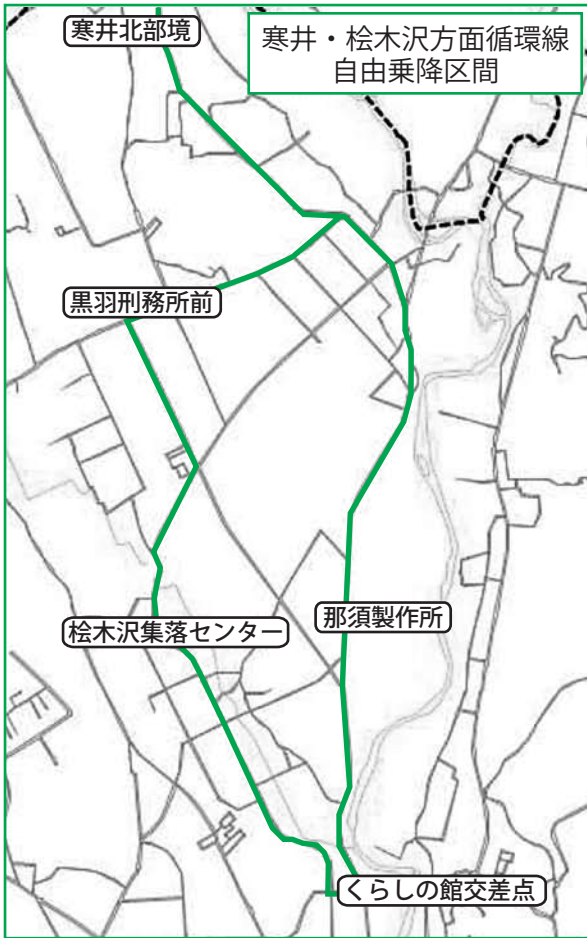 寒井北部境
寒井・桧木沢方面循環線
自由乗降区間
黒羽刑務所前
桧木沢集落センター
那須製作所
くらしの館交差点